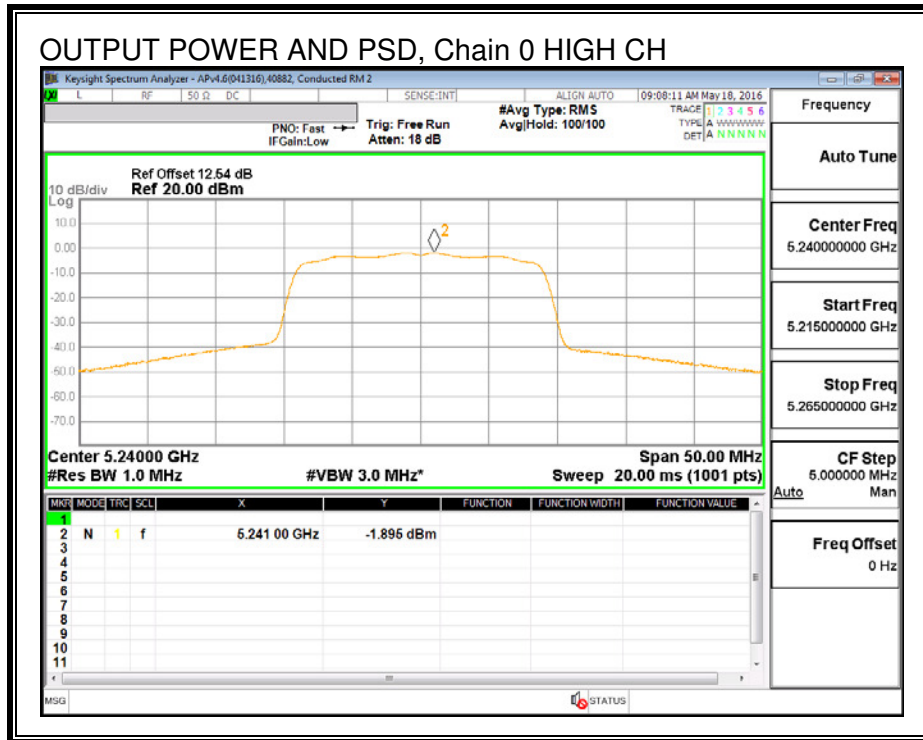 OUTPUT POWER AND PSD, Chain 0 HIGH CH
Keysight Spectrum Analyzer - APv4.6(041316),40882, Conducted RM 2
L RF 50 Ω DC SENSE:INT ALIGN AUTO 09:08:11 AM May 18, 2016
#Avg Type: RMS TRACE 1 2 3 4 5 6
PNO: Fast Trig: Free Run Avg|Hold: 100/100 TYPE A WWWWW
IFGain:Low Atten: 18 dB DET A N N N N N
Ref Offset 12.54 dB
10 dB/div Ref 20.00 dBm
Log
10.0
0.00
-10.0
-20.0
-30.0
-40.0
-50.0
-60.0
-70.0
2
Center 5.24000 GHz Span 50.00 MHz
#Res BW 1.0 MHz #VBW 3.0 MHz* Sweep 20.00 ms (1001 pts)
MKR MODE TRC SCL X Y FUNCTION FUNCTION WIDTH FUNCTION VALUE
1
2 N 1 f 5.241 00 GHz -1.895 dBm
3
4
5
6
7
8
9
10
11
MSG STATUS
Frequency
Auto Tune
Center Freq
5.240000000 GHz
Start Freq
5.215000000 GHz
Stop Freq
5.265000000 GHz
CF Step
5.000000 MHz
Auto Man
Freq Offset
0 Hz